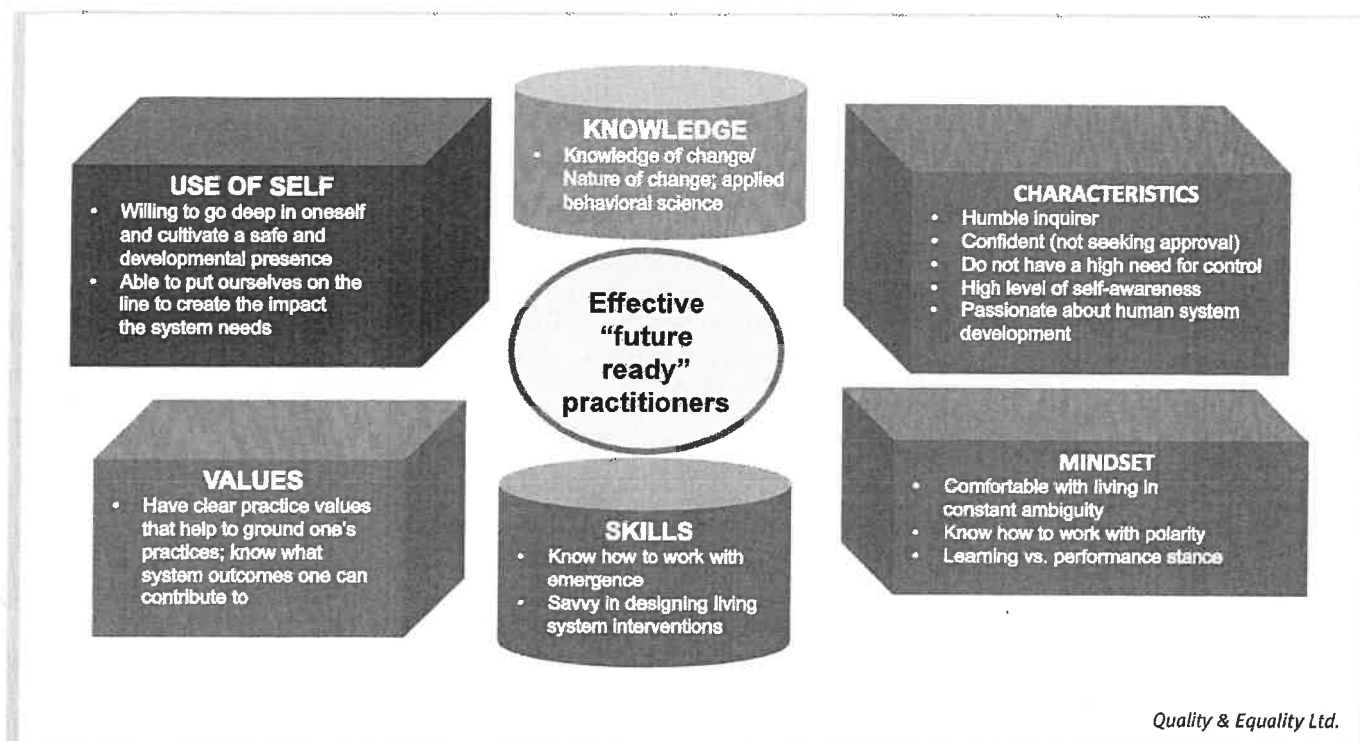 USE OF SELF
• Willing to go deep in oneself
and cultivate a safe and
developmental presence
• Able to put ourselves on the
line to create the impact
the system needs
KNOWLEDGE
• Knowledge of change/
Nature of change; applied
behavioral science
CHARACTERISTICS
• Humble inquirer
• Confident (not seeking approval)
• Do not have a high need for control
• High level of self-awareness
• Passionate about human system
development
Effective
“future
ready”
practitioners
VALUES
• Have clear practice values
that help to ground one's
practices; know what
system outcomes one can
contribute to
SKILLS
• Know how to work with
emergence
• Savvy in designing living
system interventions
MINDSET
• Comfortable with living in
constant ambiguity
• Know how to work with polarity
• Learning vs. performance stance
Quality & Equality Ltd.